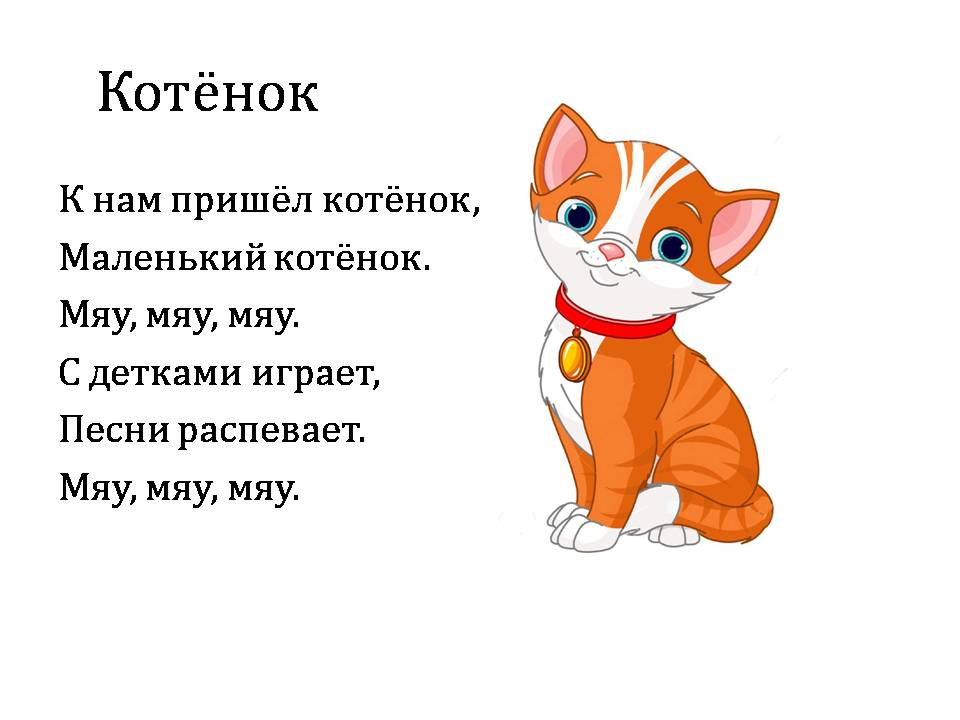 Котёнок
К нам пришёл котёнок,
Маленький котёнок.
Мяу, мяу, мяу.
С детками играет,
Песни распевает.
Мяу, мяу, мяу.